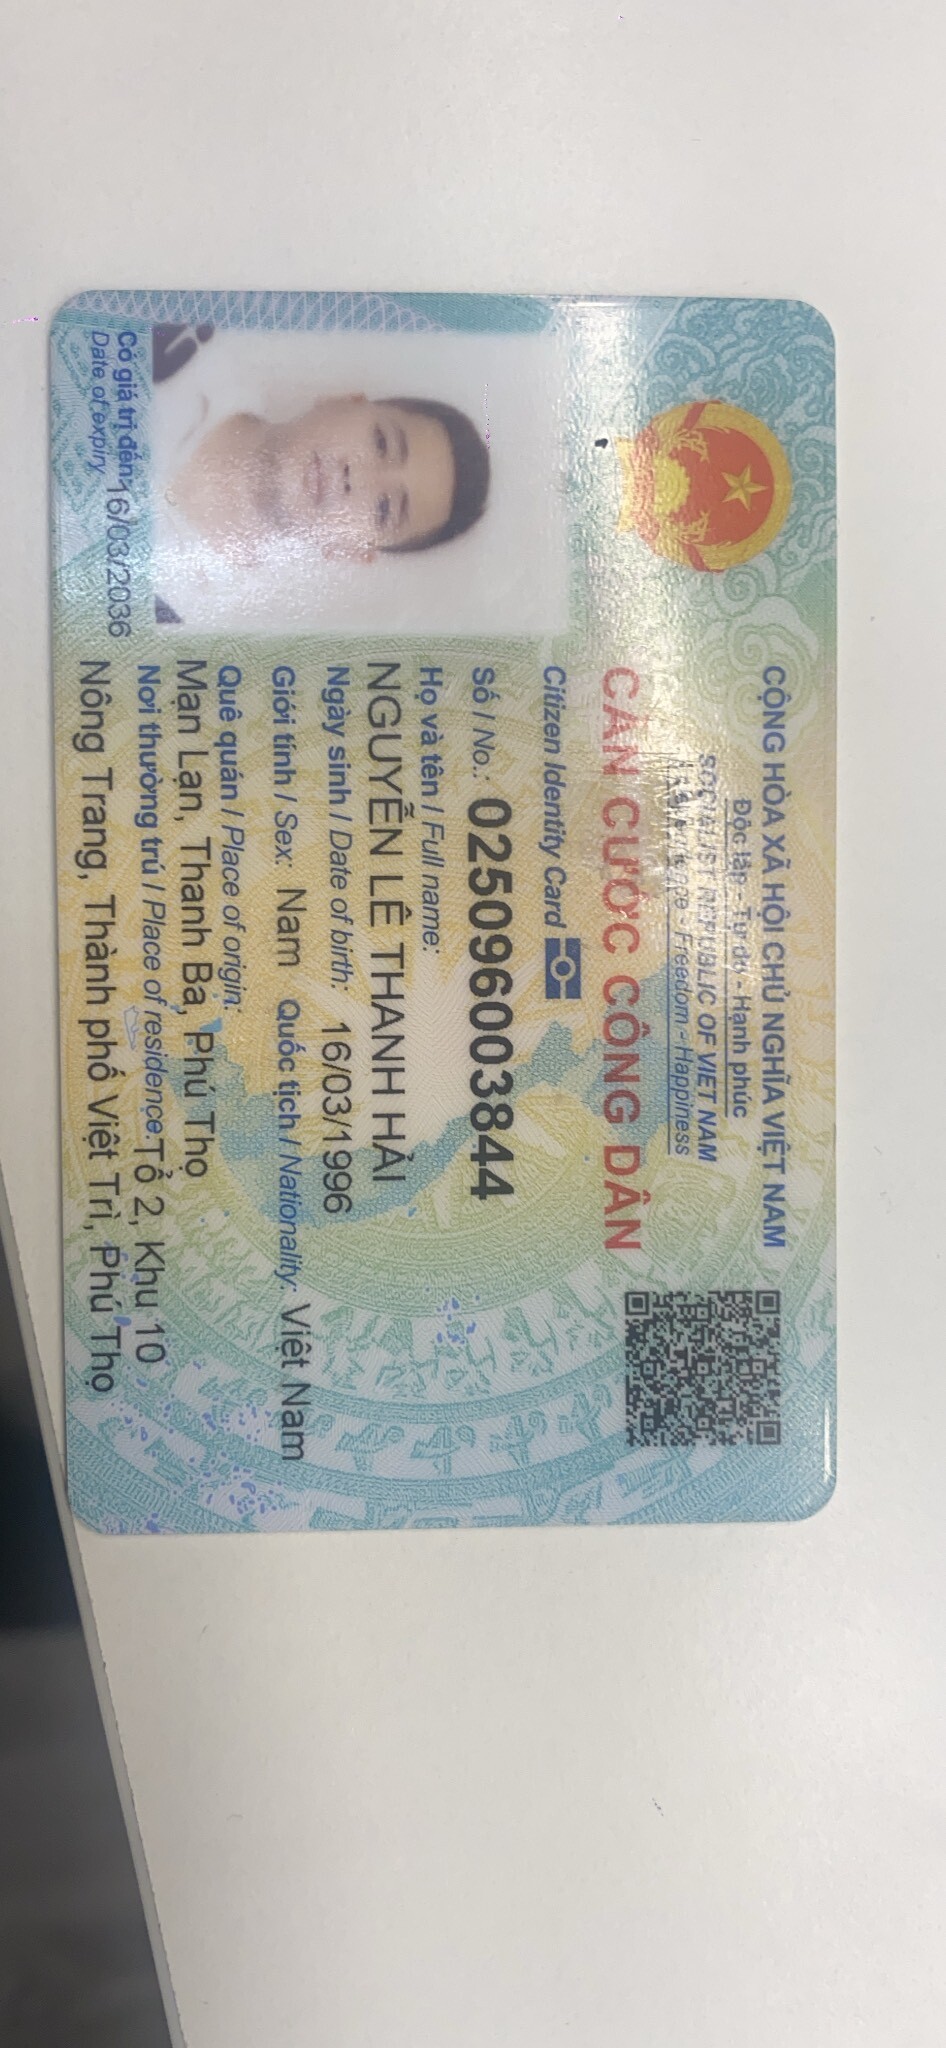 CỘNG HÒA XÃ HỘI CHỦ NGHĨA VIỆT NAM
Độc lập - Tự do - Hạnh phúc
SOCIALIST REPUBLIC OF VIET NAM
- Freedom - Happiness
CĂN CƯỚC CÔNG DÂN
Citizen Identity Card
Số / No.: 025096003844
Họ và tên / Full name:
NGUYỄN LÊ THANH HẢI
Ngày sinh / Date of birth: 16/03/1996
Giới tính / Sex: Nam Quốc tịch / Nationality: Việt Nam
Quê quán / Place of origin:
Mạn Lạn, Thanh Ba, Phú Thọ
Nơi thường trú / Place of residence: Tổ 2, Khu 10
Nông Trang, Thành phố Việt Trì, Phú Thọ
Có giá trị đến: 16/03/2036
Date of expiry